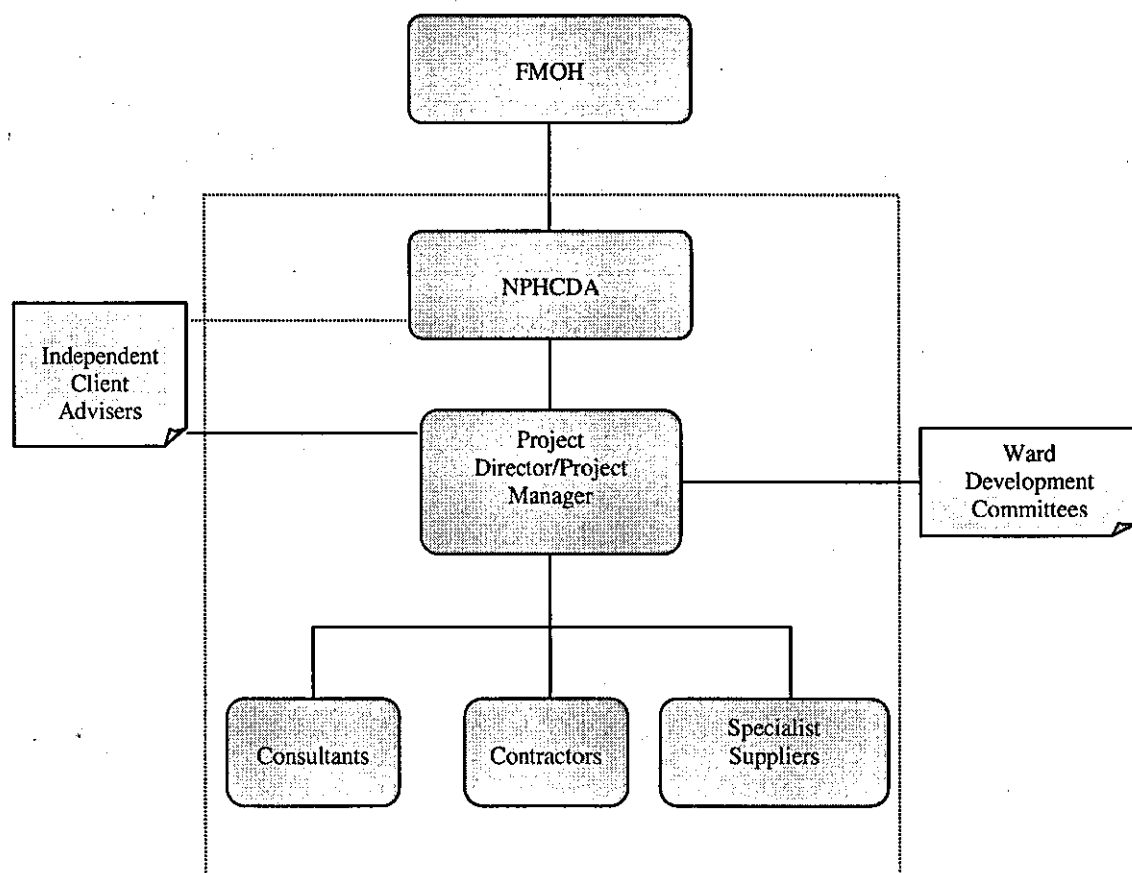 FMOH
NPHCDA
Independent
Client
Advisers
Project
Director/Project
Manager
Ward
Development
Committees
Consultants
Contractors
Specialist
Suppliers